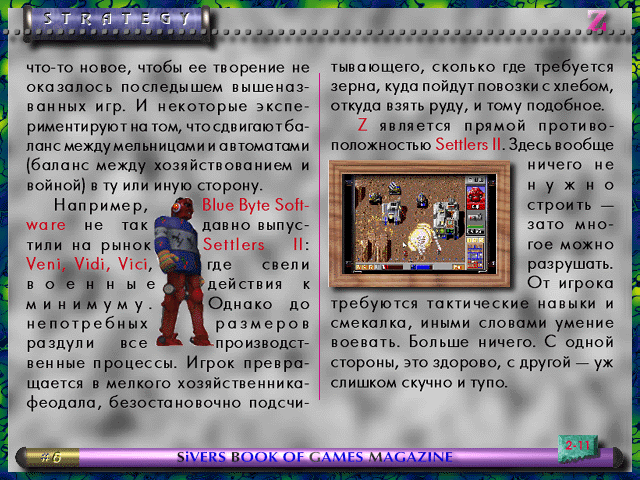 STRATEGY
Z
что-то новое, чтобы ее творение не
оказалось последышем вышеназ-
ванных игр. И некоторые экспе-
риментируют на том, что сдвигают ба-
ланс между мельницами и автоматами
(баланс между хозяйствованием и
войной) в ту или иную сторону.
Например, Blue Byte Soft-
ware не так давно выпус-
тили на рынок Settlers II:
Veni, Vidi, Vici, где свели
военные действия к
минимуму. Однако до
непотребных размеров
раздули все производст-
венные процессы. Игрок превра-
щается в мелкого хозяйственника-
феодала, безостановочно подсчи-
тывающего, сколько где требуется
зерна, куда пойдут повозки с хлебом,
откуда взять руду, и тому подобное.
Z является прямой противо-
положностью Settlers II. Здесь вообще
ничего не
нужно
строить —
зато мно-
гое можно
разрушать.
От игрока
требуются тактические навыки и
смекалка, иными словами умение
воевать. Больше ничего. С одной
стороны, это здорово, с другой — уж
слишком скучно и тупо.
#6
SiVERS BOOK OF GAMES MAGAZINE
2-11